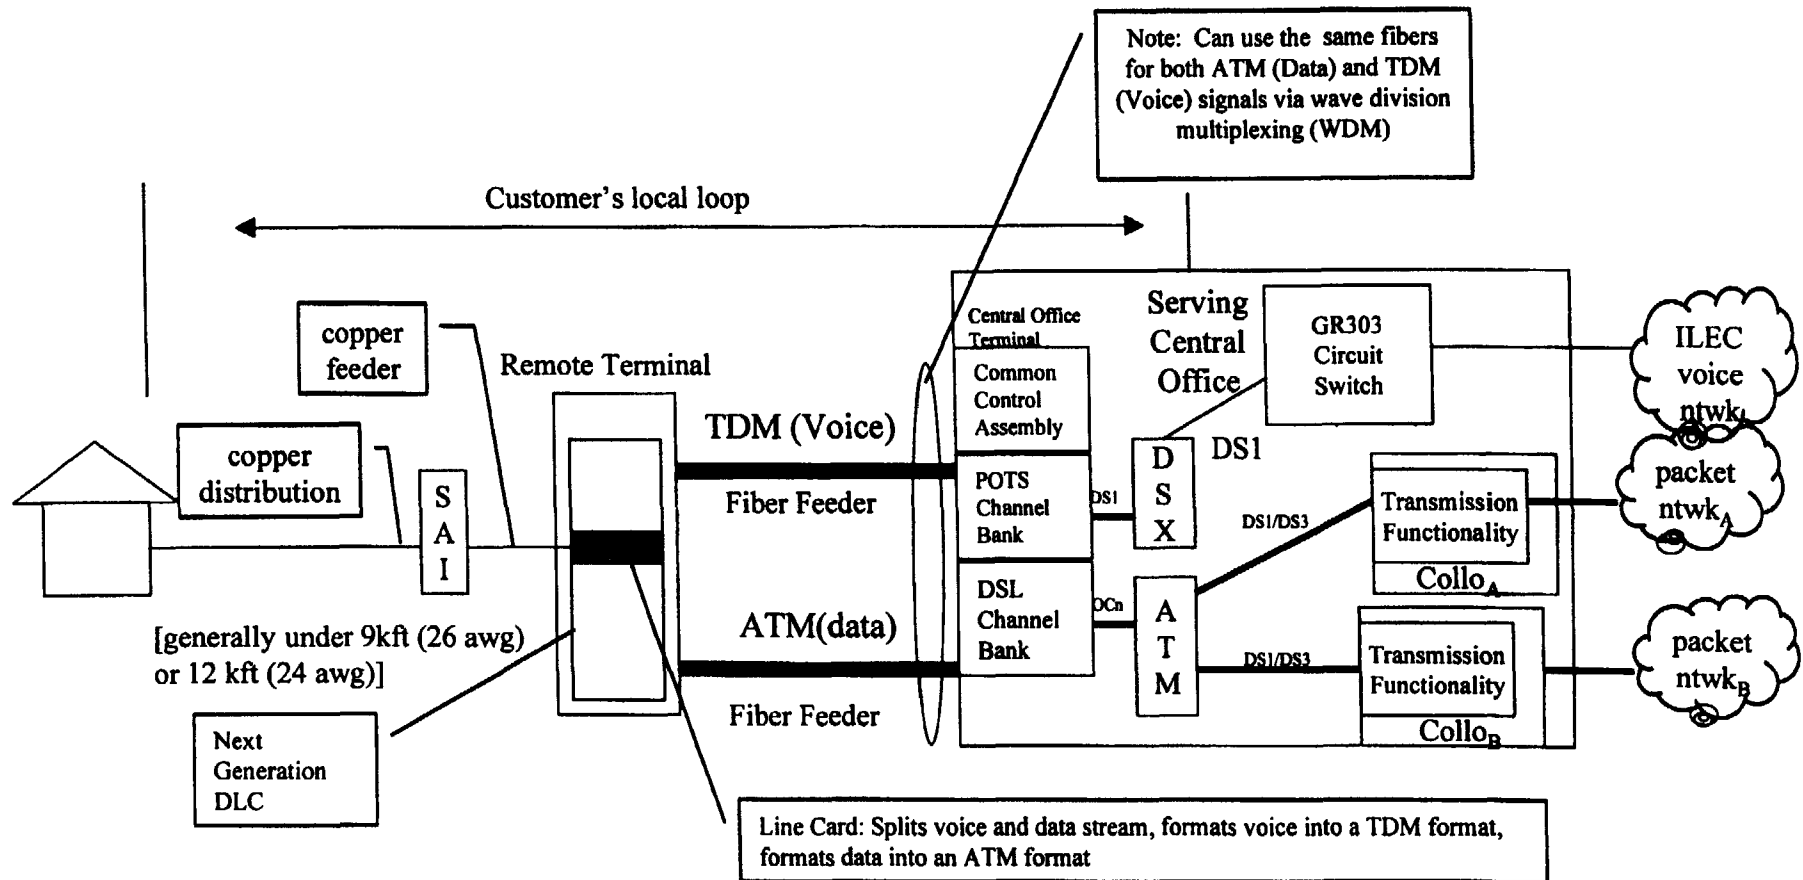 Note: Can use the same fibers
for both ATM (Data) and TDM
(Voice) signals via wave division
multiplexing (WDM)
Customer's local loop
copper
feeder
Remote Terminal
copper
distribution
S
A
I
[generally under 9kft (26 awg)
or 12 kft (24 awg)]
Next
Generation
DLC
TDM (Voice)
Fiber Feeder
ATM(data)
Fiber Feeder
Central Office
Terminal
Common
Control
Assembly
POTS
Channel
Bank
DSL
Channel
Bank
Serving
Central
Office
GR303
Circuit
Switch
DS1
D
S
X
DS1
OCn
A
T
M
DS1/DS3
DS1/DS3
Transmission
Functionality
Collo A
Transmission
Functionality
Collo B
ILEC
voice
ntwk
packet
ntwk A
packet
ntwk B
Line Card: Splits voice and data stream, formats voice into a TDM format,
formats data into an ATM format